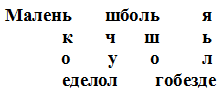 Малень шболь я
к ч ш ь
о у о л
еделол гобезде